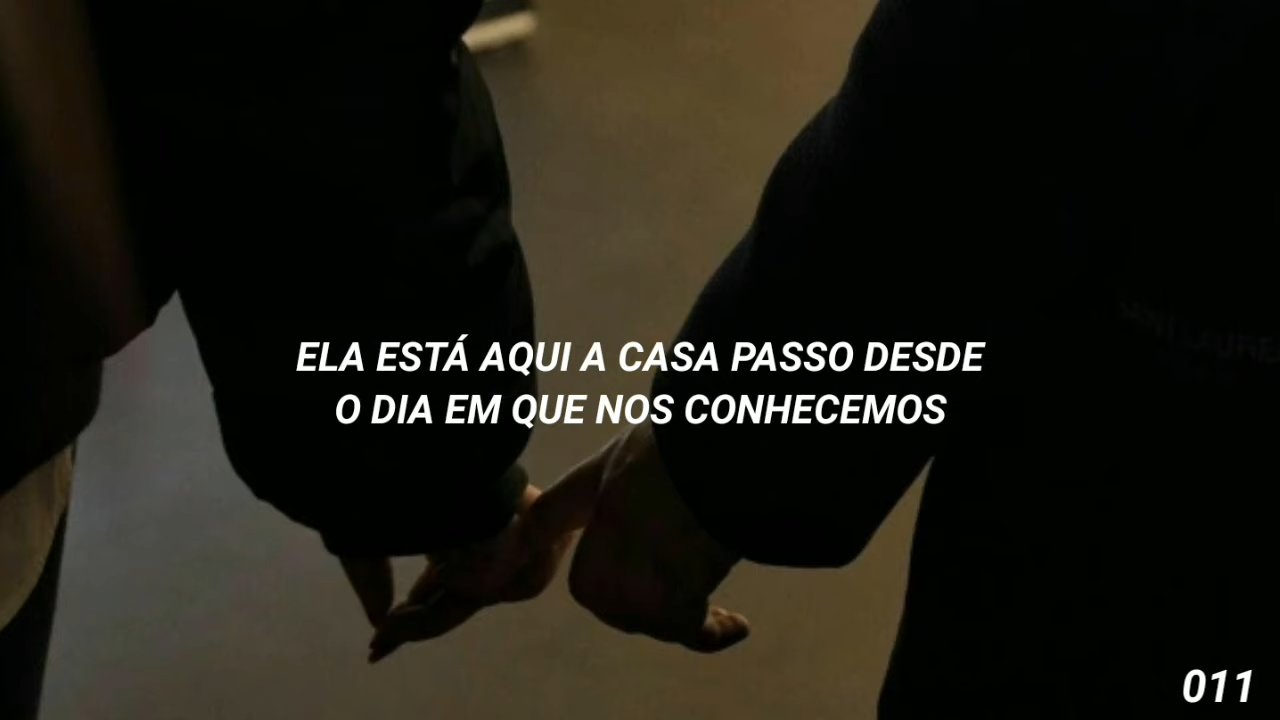 ELA ESTÁ AQUI A CASA PASSO DESDE
O DIA EM QUE NOS CONHECEMOS
011